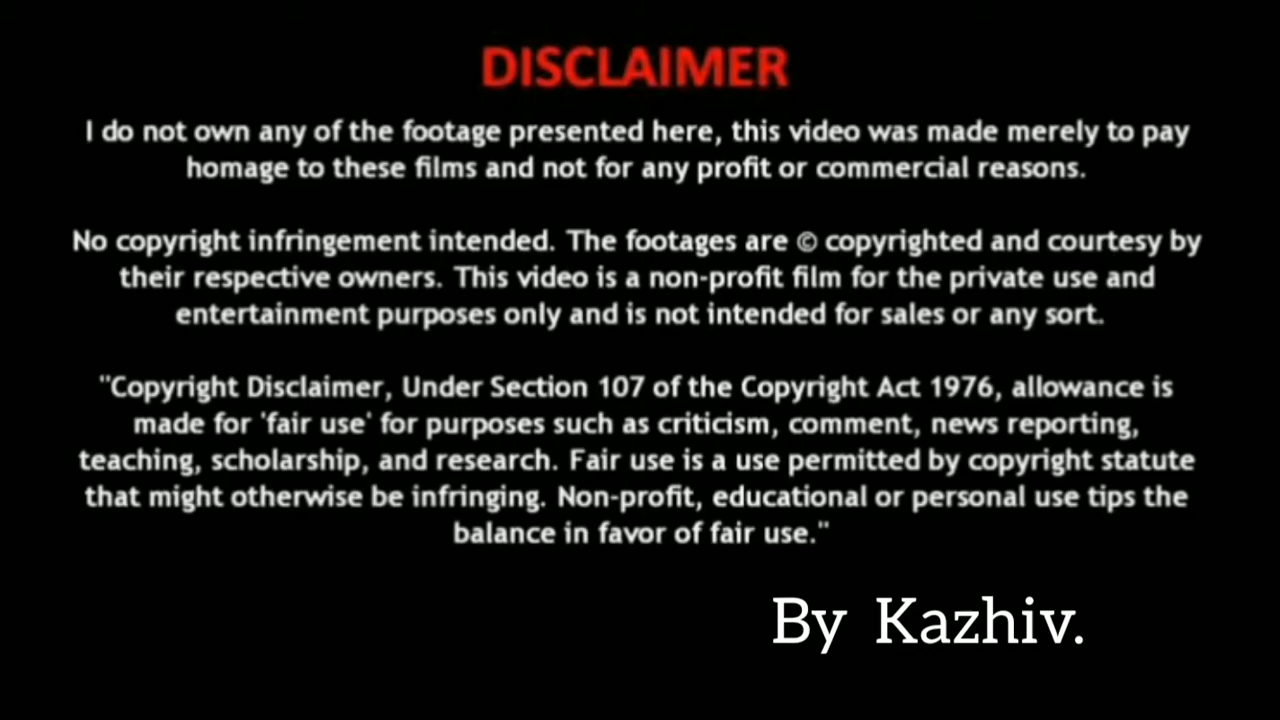 DISCLAIMER
I do not own any of the footage presented here, this video was made merely to pay
homage to these films and not for any profit or commercial reasons.
No copyright infringement intended. The footages are © copyrighted and courtesy by
their respective owners. This video is a non-profit film for the private use and
entertainment purposes only and is not intended for sales or any sort.
"Copyright Disclaimer, Under Section 107 of the Copyright Act 1976, allowance is
made for 'fair use' for purposes such as criticism, comment, news reporting,
teaching, scholarship, and research. Fair use is a use permitted by copyright statute
that might otherwise be infringing. Non-profit, educational or personal use tips the
balance in favor of fair use."
By Kazhiv.